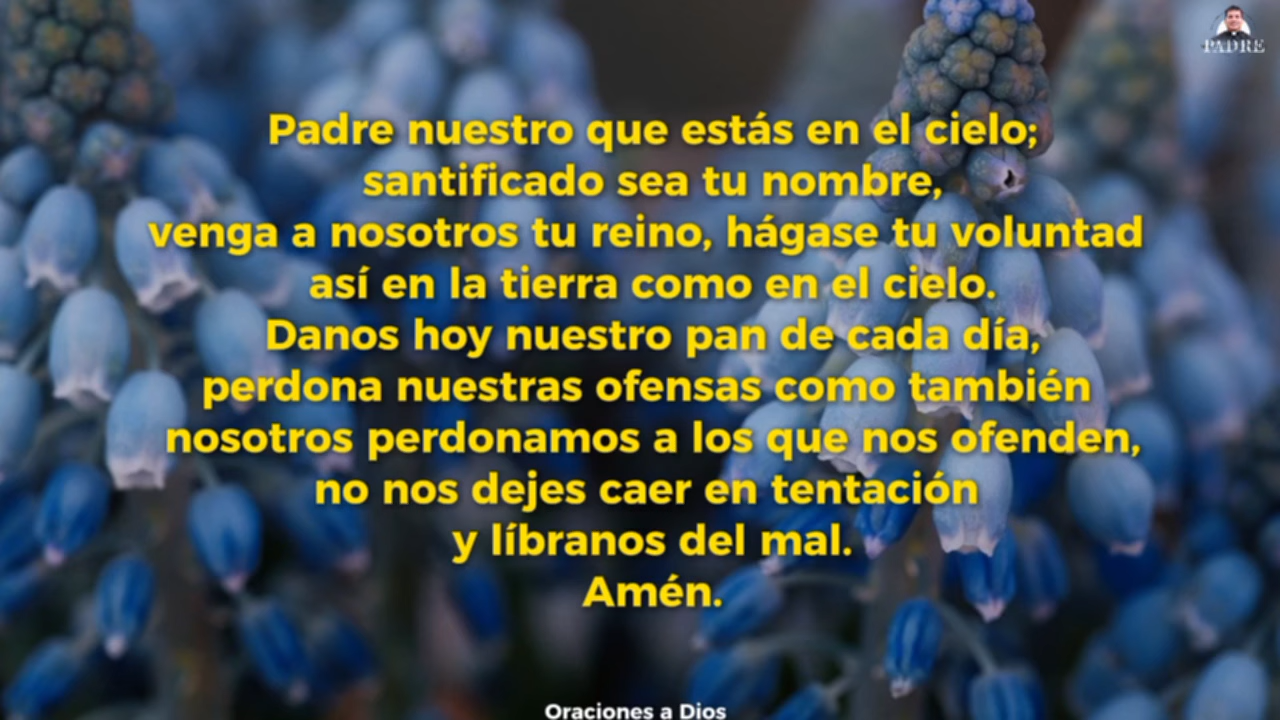 PADRE
Padre nuestro que estás en el cielo;
santificado sea tu nombre,
venga a nosotros tu reino, hágase tu voluntad
así en la tierra como en el cielo.
Danos hoy nuestro pan de cada día,
perdona nuestras ofensas como también
nosotros perdonamos a los que nos ofenden,
no nos dejes caer en tentación
y líbranos del mal.
Amén.
Oraciones a Dios